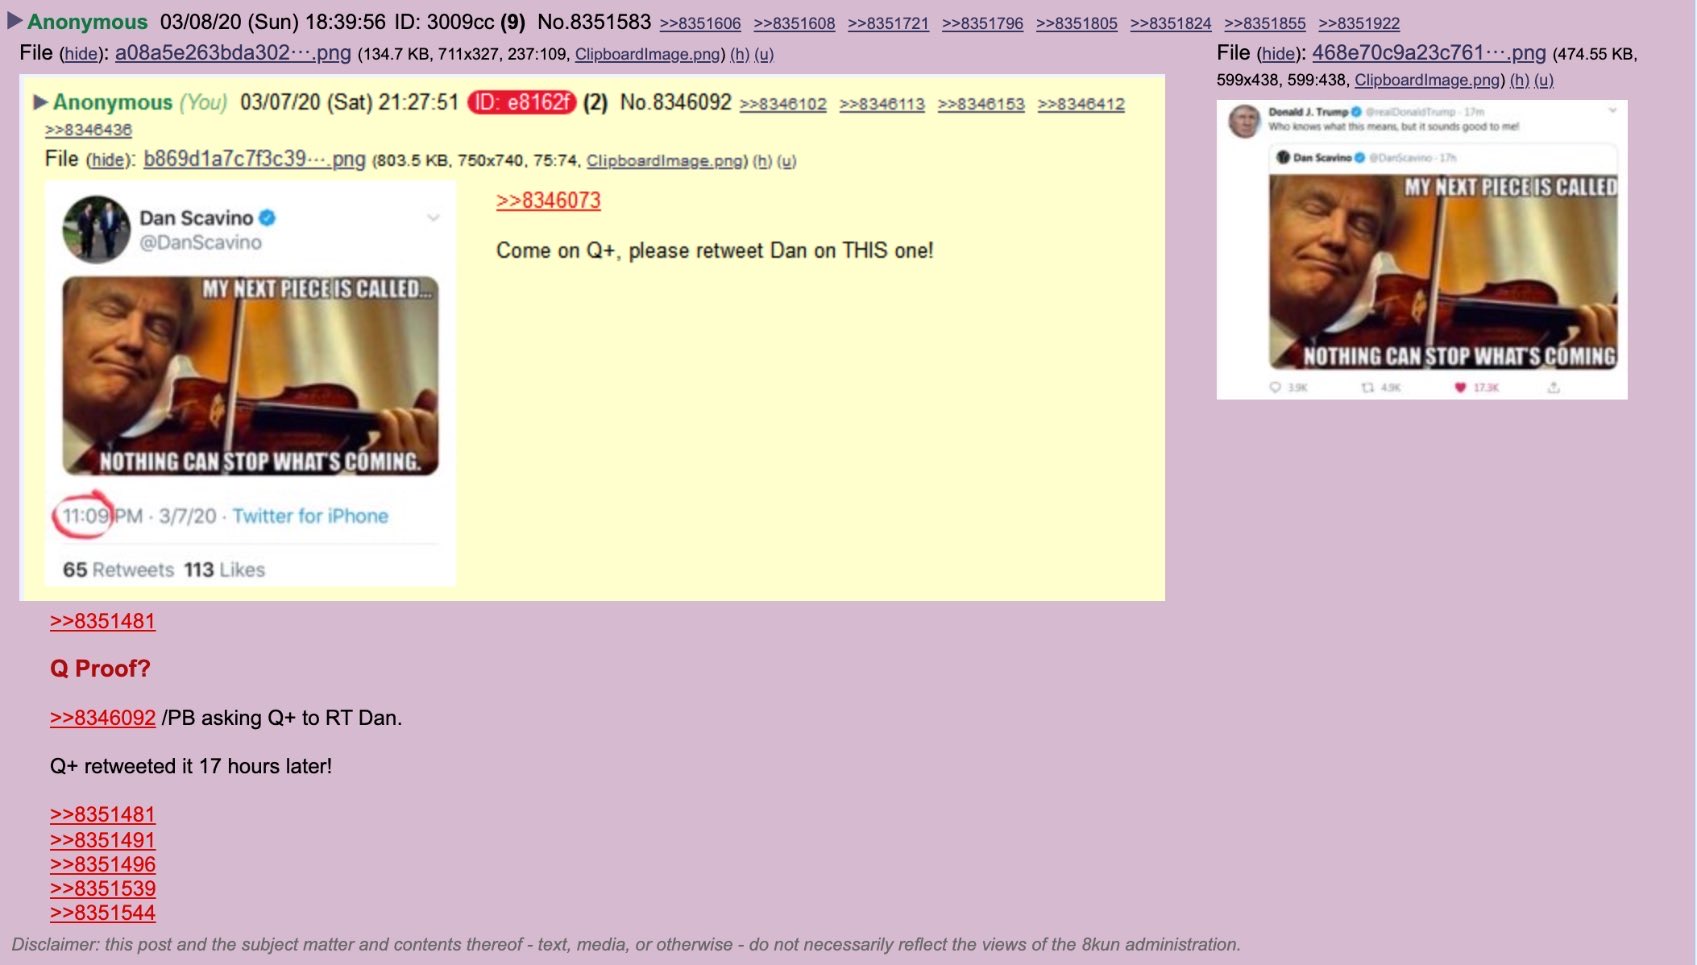 Anonymous 03/08/20 (Sun) 18:39:56 ID: 3009cc (9) No.8351583 >>8351606 >>8351608 >>8351721 >>8351796 >>8351805 >>8351824 >>8351855 >>8351922
File (hide): a08a5e263bda302⋯.png (134.7 KB, 711x327, 237:109, ClipboardImage.png) (h) (u)
Anonymous (You) 03/07/20 (Sat) 21:27:51 ID: e8162f (2) No.8346092 >>8346102 >>8346113 >>8346153 >>8346412
>>8346436
File (hide): b869d1a7c7f3c39⋯.png (803.5 KB, 750x740, 75:74, ClipboardImage.png) (h) (u)
Dan Scavino
@DanScavino
MY NEXT PIECE IS CALLED...
NOTHING CAN STOP WHAT'S COMING.
11:09 PM · 3/7/20 · Twitter for iPhone
65 Retweets 113 Likes
>>8346073
Come on Q+, please retweet Dan on THIS one!
File (hide): 468e70c9a23c761⋯.png (474.55 KB,
599x438, 599:438, ClipboardImage.png) (h) (u)
Donald J. Trump @realDonaldTrump · 17m
Who knows what this means, but it sounds good to me!
Dan Scavino @DanScavino · 17h
MY NEXT PIECE IS CALLED
NOTHING CAN STOP WHAT'S COMING
3.9K 4.9K 17.3K
>>8351481
Q Proof?
>>8346092 /PB asking Q+ to RT Dan.
Q+ retweeted it 17 hours later!
>>8351481
>>8351491
>>8351496
>>8351539
>>8351544
Disclaimer: this post and the subject matter and contents thereof - text, media, or otherwise - do not necessarily reflect the views of the 8kun administration.